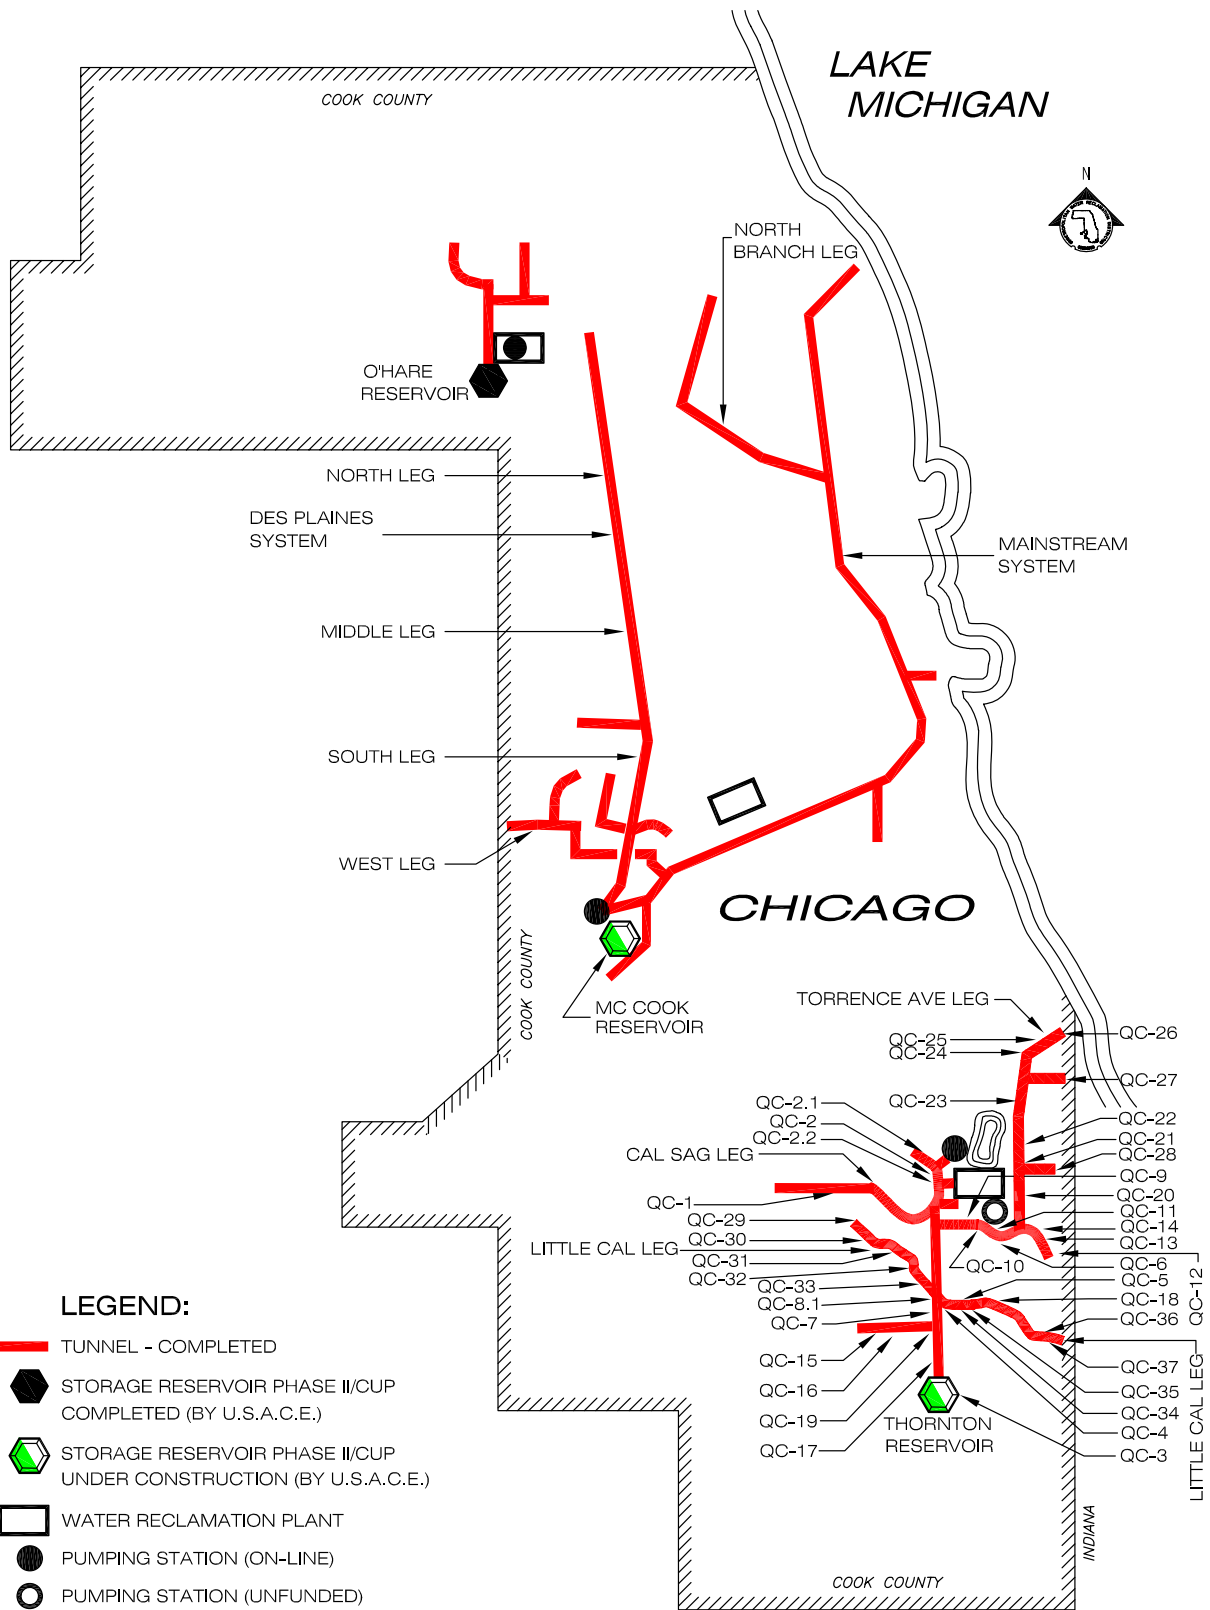 LAKE
MICHIGAN
COOK COUNTY
N
NORTH
BRANCH LEG
O'HARE
RESERVOIR
NORTH LEG
DES PLAINES
SYSTEM
MAINSTREAM
SYSTEM
MIDDLE LEG
SOUTH LEG
WEST LEG
CHICAGO
COOK COUNTY
MC COOK
RESERVOIR
TORRENCE AVE LEG
QC-25
QC-24
QC-26
QC-27
QC-23
QC-2.1
QC-2
QC-2.2
QC-22
QC-21
QC-28
CAL SAG LEG
QC-9
QC-1
QC-20
QC-11
QC-29
QC-14
QC-30
QC-13
LITTLE CAL LEG
QC-31
QC-10
QC-6
QC-32
QC-5
QC-33
QC-12
QC-8.1
QC-18
QC-7
QC-36
QC-15
QC-37
QC-16
QC-35
QC-34
QC-19
QC-4
QC-17
QC-3
THORNTON
RESERVOIR
LITTLE CAL LEG
INDIANA
COOK COUNTY
LEGEND:
TUNNEL - COMPLETED
STORAGE RESERVOIR PHASE II/CUP
COMPLETED (BY U.S.A.C.E.)
STORAGE RESERVOIR PHASE II/CUP
UNDER CONSTRUCTION (BY U.S.A.C.E.)
WATER RECLAMATION PLANT
PUMPING STATION (ON-LINE)
PUMPING STATION (UNFUNDED)